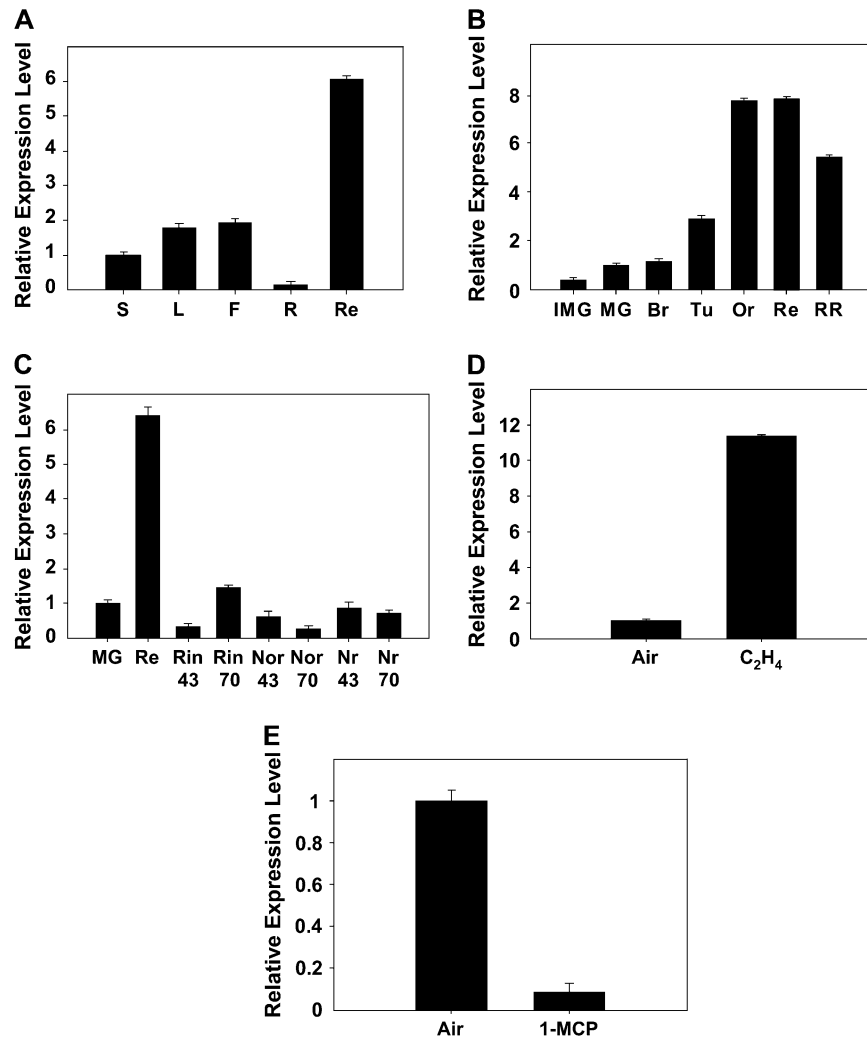 A
Relative Expression Level
6
5
4
3
2
1
0
S L F R Re
B
Relative Expression Level
8
6
4
2
0
IMG MG Br Tu Or Re RR
C
Relative Expression Level
6
5
4
3
2
1
0
MG Re Rin Rin Nor Nor Nr Nr
43 70 43 70 43 70
D
Relative Expression Level
12
10
8
6
4
2
0
Air C₂H₄
E
Relative Expression Level
1
0.8
0.6
0.4
0.2
0
Air 1-MCP